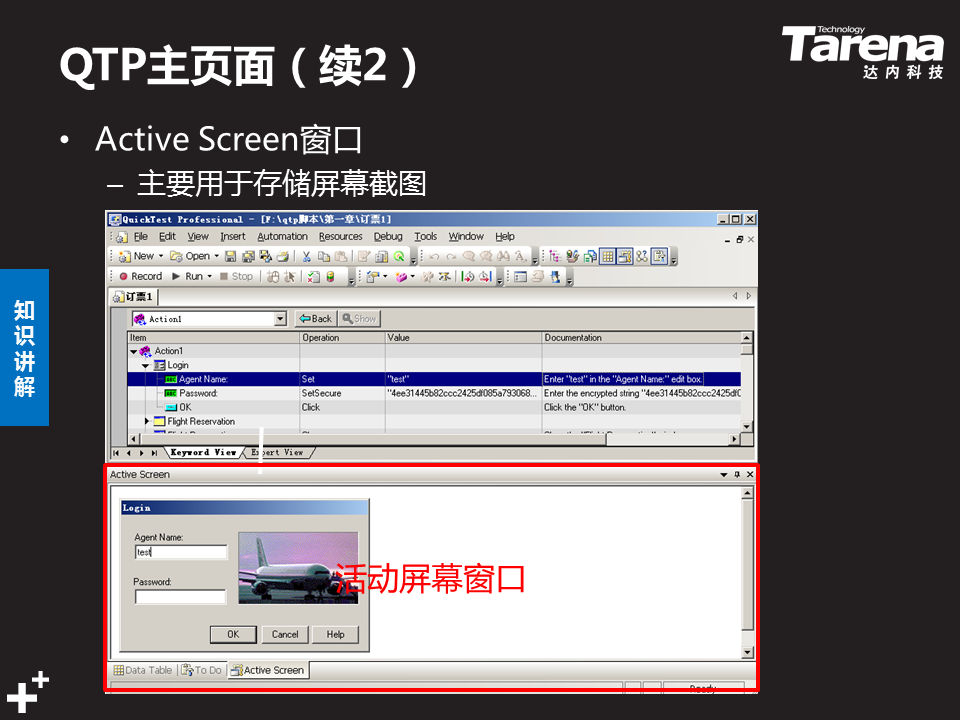 QTP主页面（续2）
Technology
Tarena
达内科技
• Active Screen窗口
– 主要用于存储屏幕截图
知识讲解
QuickTest Professional - [F:\qtp脚本\第一章\订票1]
File Edit View Insert Automation Resources Debug Tools Window Help
New Open
Record Run Stop
订票1
Action1 Back Show
Item Operation Value Documentation
Action1
Login
Agent Name: Set "test" Enter "test" in the "Agent Name:" edit box.
Password: SetSecure "4ee31445b82ccc2425df085a793068... Enter the encrypted string "4ee31445b82ccc2425df0
OK Click Click the "OK" button.
Flight Reservation
Keyword View Expert View
Active Screen
Login
Agent Name:
test
Password:
活动屏幕窗口
OK Cancel Help
Data Table To Do Active Screen
Ready